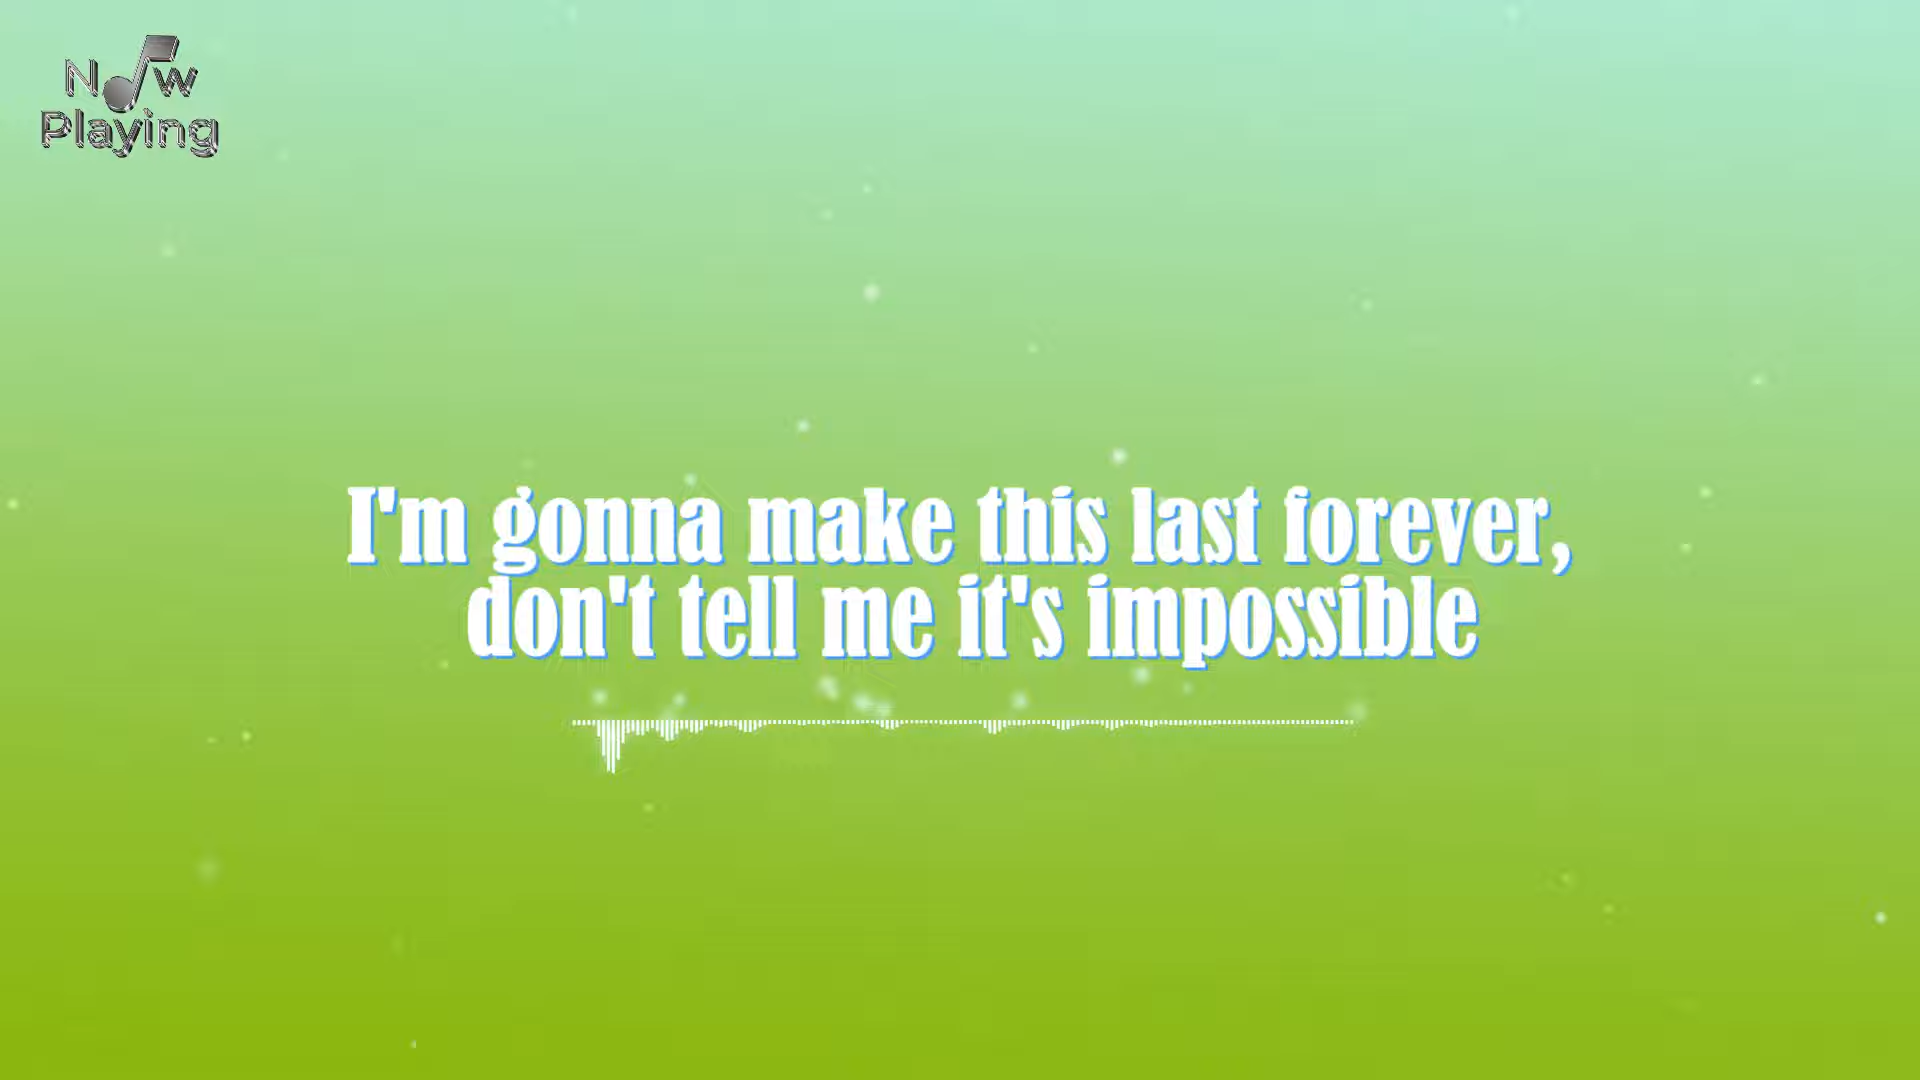 Now
Playing
I'm gonna make this last forever,
don't tell me it's impossible